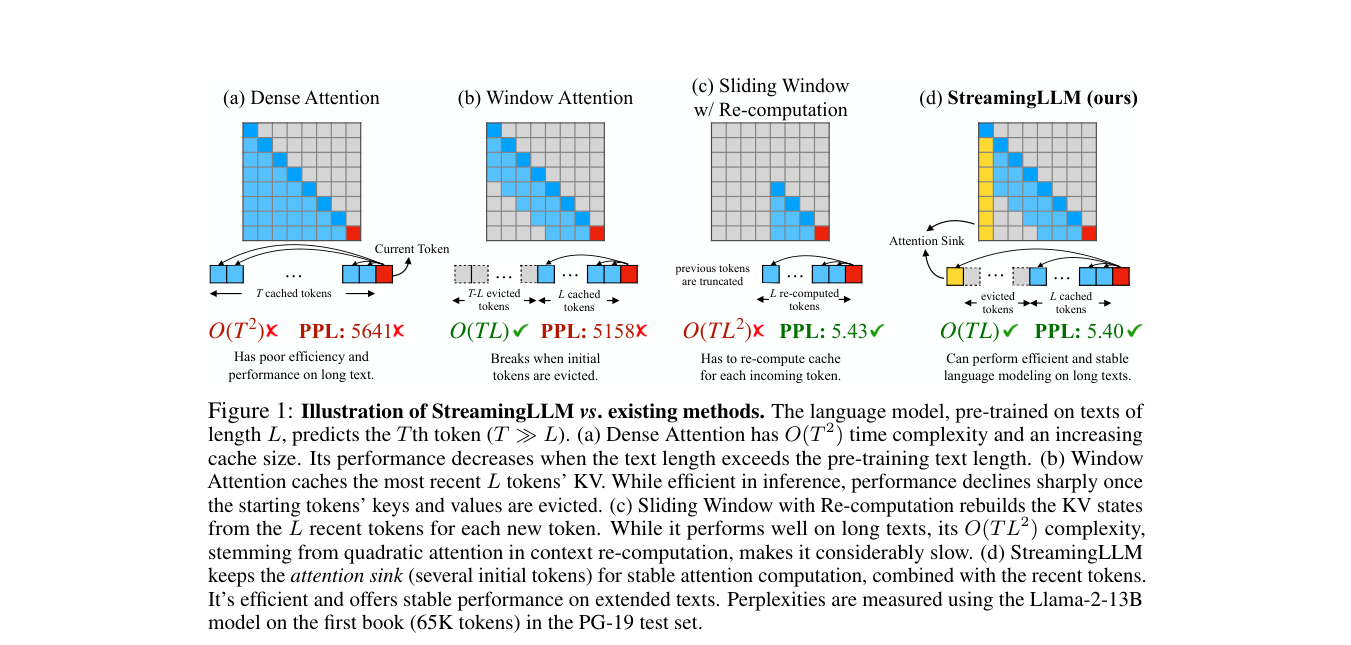 (a) Dense Attention
(b) Window Attention
(c) Sliding Window
w/ Re-computation
(d) StreamingLLM (ours)
Current Token
...
T cached tokens
O(T²)✘ PPL: 5641✘
Has poor efficiency and
performance on long text.
... ...
T-L evicted
tokens
L cached
tokens
O(TL)✔ PPL: 5158✘
Breaks when initial
tokens are evicted.
previous tokens
are truncated
...
L re-computed
tokens
O(TL²)✘ PPL: 5.43✔
Has to re-compute cache
for each incoming token.
Attention Sink
... ...
evicted
tokens
L cached
tokens
O(TL)✔ PPL: 5.40✔
Can perform efficient and stable
language modeling on long texts.
Figure 1: Illustration of StreamingLLM vs. existing methods. The language model, pre-trained on texts of
length L, predicts the Tth token (T ≫ L). (a) Dense Attention has O(T²) time complexity and an increasing
cache size. Its performance decreases when the text length exceeds the pre-training text length. (b) Window
Attention caches the most recent L tokens' KV. While efficient in inference, performance declines sharply once
the starting tokens' keys and values are evicted. (c) Sliding Window with Re-computation rebuilds the KV states
from the L recent tokens for each new token. While it performs well on long texts, its O(TL²) complexity,
stemming from quadratic attention in context re-computation, makes it considerably slow. (d) StreamingLLM
keeps the attention sink (several initial tokens) for stable attention computation, combined with the recent tokens.
It's efficient and offers stable performance on extended texts. Perplexities are measured using the Llama-2-13B
model on the first book (65K tokens) in the PG-19 test set.